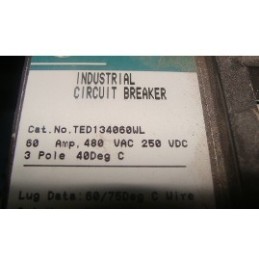 INDUSTRIAL
CIRCUIT BREAKER
Cat.No.TED134060WL
60 Amp,480 VAC 250 VDC
3 Pole 40Deg C
Lug Data:60/75Deg C Wire